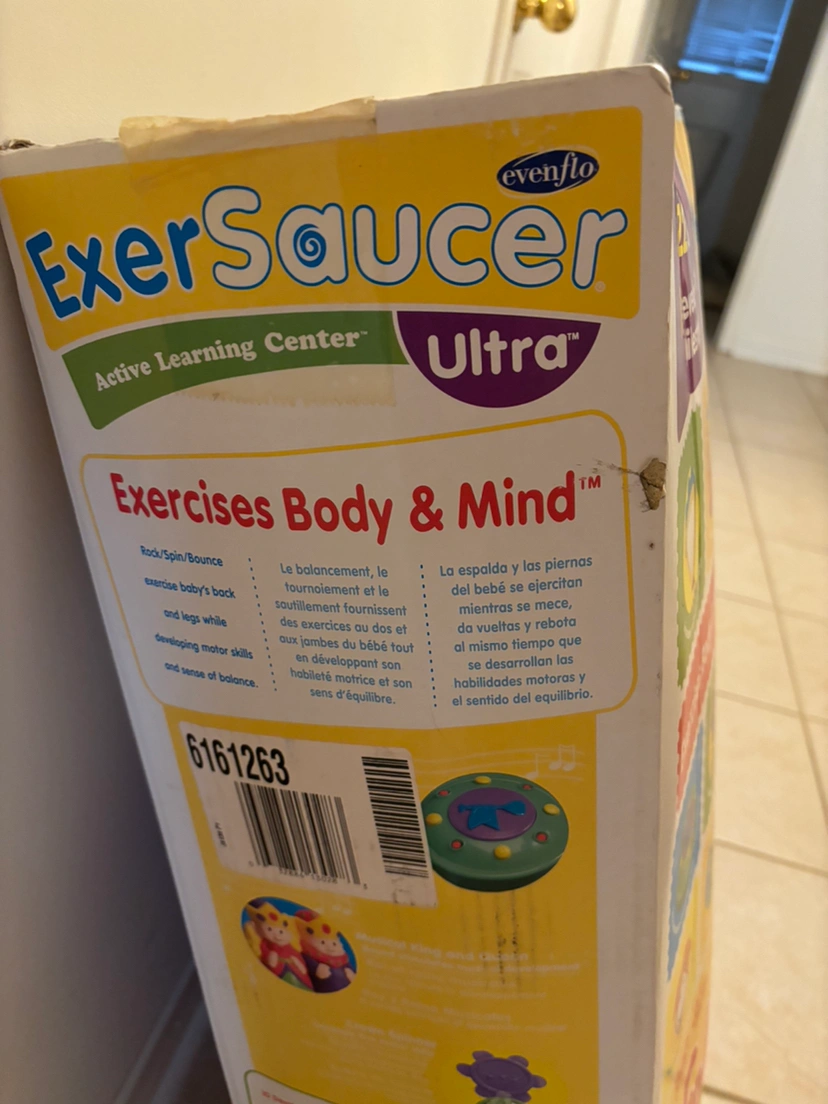 evenflo
ExerSaucer®
Active Learning Center™
Ultra™
Exercises Body & Mind™
Rock/Spin/Bounce
exercise baby's back
and legs while
developing motor skills
and sense of balance.
Le balancement, le
tournoiement et le
sautillement fournissent
des exercices au dos et
aux jambes du bébé tout
en développant son
habileté motrice et son
sens d'équilibre.
La espalda y las piernas
del bebé se ejercitan
mientras se mece,
da vueltas y rebota
al mismo tiempo que
se desarrollan las
habilidades motoras y
el sentido del equilibrio.
6161263